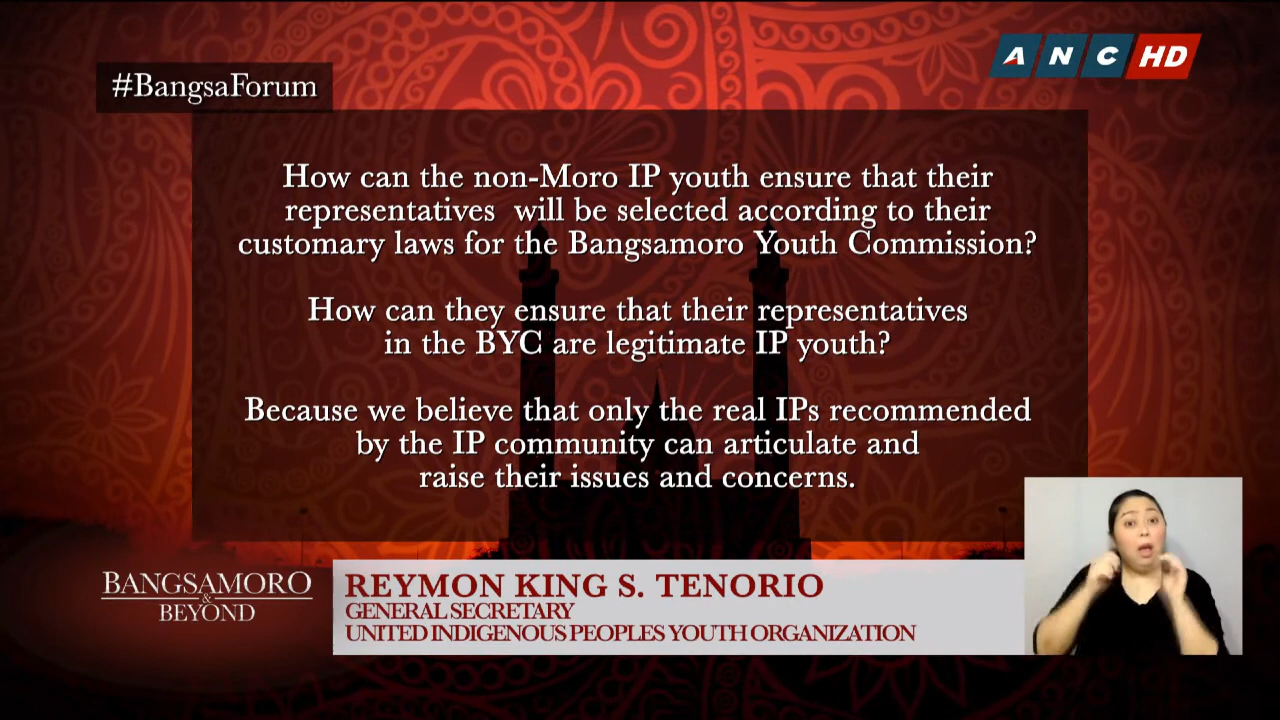 ANC HD
#BangsaForum
How can the non-Moro IP youth ensure that their
representatives will be selected according to their
customary laws for the Bangsamoro Youth Commission?
How can they ensure that their representatives
in the BYC are legitimate IP youth?
Because we believe that only the real IPs recommended
by the IP community can articulate and
raise their issues and concerns.
BANGSAMORO
&
BEYOND
REYMON KING S. TENORIO
GENERAL SECRETARY
UNITED INDIGENOUS PEOPLES YOUTH ORGANIZATION